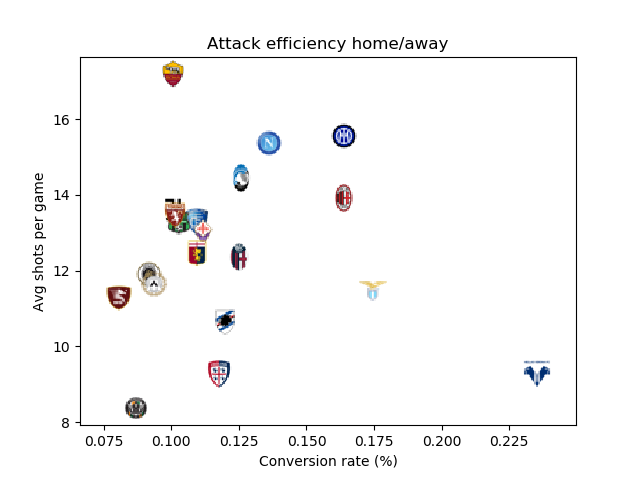 Attack efficiency home/away
Avg shots per game
16
14
12
10
8
0.075 0.100 0.125 0.150 0.175 0.200 0.225
Conversion rate (%)
N